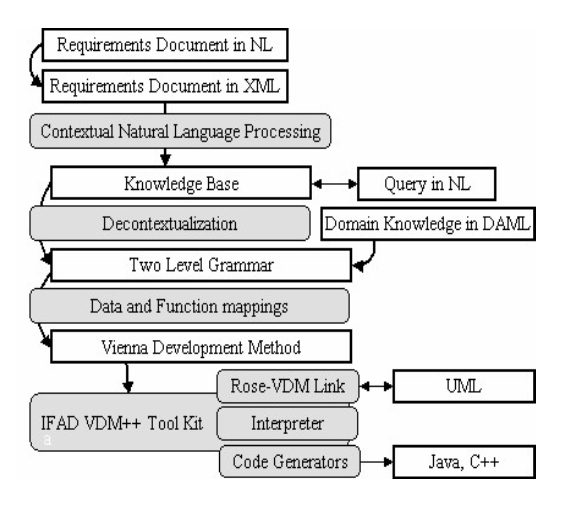 Requirements Document in NL
Requirements Document in XML
Contextual Natural Language Processing
Knowledge Base
Query in NL
Decontextualization
Domain Knowledge in DAML
Two Level Grammar
Data and Function mappings
Vienna Development Method
Rose-VDM Link
UML
IFAD VDM++ Tool Kit
Interpreter
a
Code Generators
Java, C++